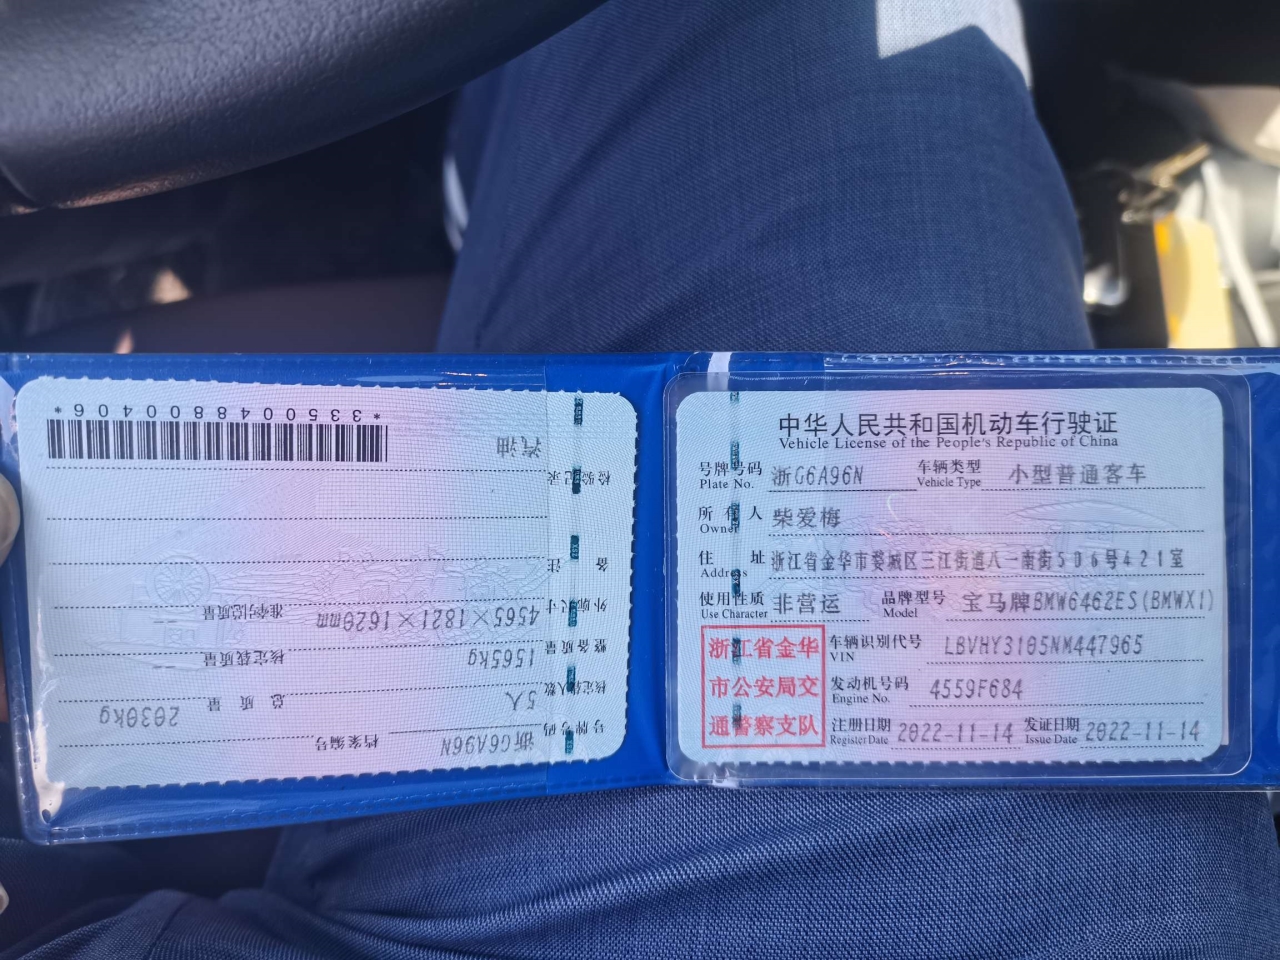 中华人民共和国机动车行驶证
Vehicle License of the People's Republic of China
号牌号码 Plate No. 浙G6A96N 车辆类型 Vehicle Type 小型普通客车
所有人 Owner 柴爱梅
住址 Address 浙江省金华市婺城区三江街道八一南街506号421室
使用性质 Use Character 非营运 品牌型号 Model 宝马牌BMW6462ES(BMWX1)
浙江省金华
市公安局交
通警察支队
车辆识别代号 VIN LBVHY3105NM447965
发动机号码 Engine No. 4559F684
注册日期 Register Date 2022-11-14 发证日期 Issue Date 2022-11-14
号牌号码 浙G6A96N 档案编号
核定载人数 5人 总质量 2030kg
整备质量 1565kg 核定载质量
外廓尺寸 4565×1821×1620mm 准牵引总质量
备注
检验记录
汽油
*3350048800406*